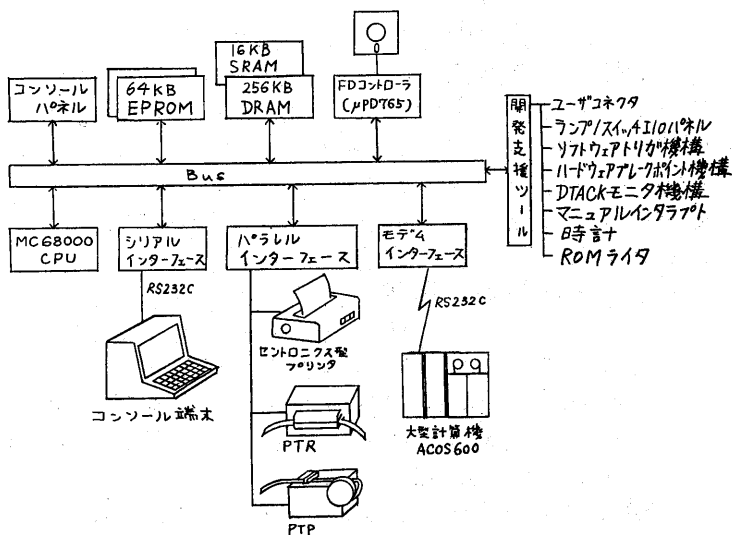 16KB
SRAM
コンソール
パネル
64KB
EPROM
256KB
DRAM
FDコントローラ
(μPD765)
開発支援ツール
ユーザコネクタ
ランプ/スイッチI/Oパネル
ソフトウェアトリガ機構
ハードウェアブレークポイント機構
DTACKモニタ機構
マニュアルインタラプト
時計
ROMライタ
Bus
MC68000
CPU
シリアル
インターフェース
パラレル
インターフェース
モデム
インターフェース
RS232C
RS232C
セントロニクス型
プリンタ
コンソール端末
PTR
大型計算機
ACOS600
PTP